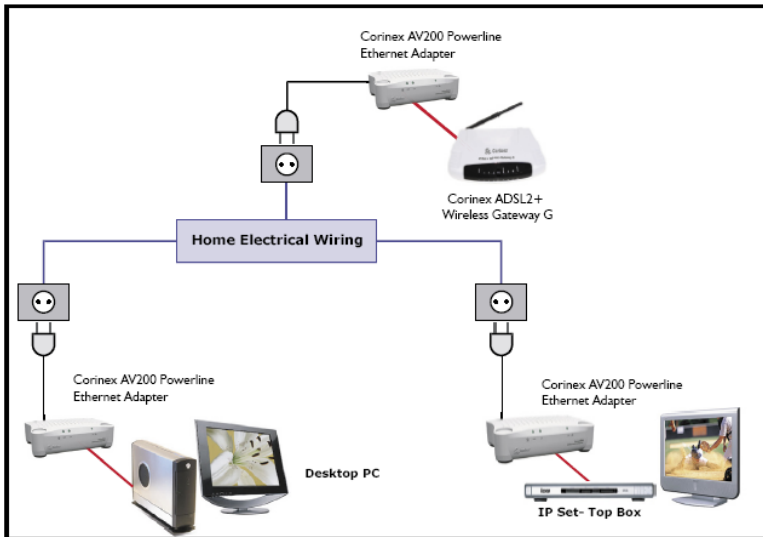 Corinex AV200 Powerline
Ethernet Adapter
Corinex ADSL2+
Wireless Gateway G
Home Electrical Wiring
Corinex AV200 Powerline
Ethernet Adapter
Desktop PC
Corinex AV200 Powerline
Ethernet Adapter
IP Set- Top Box